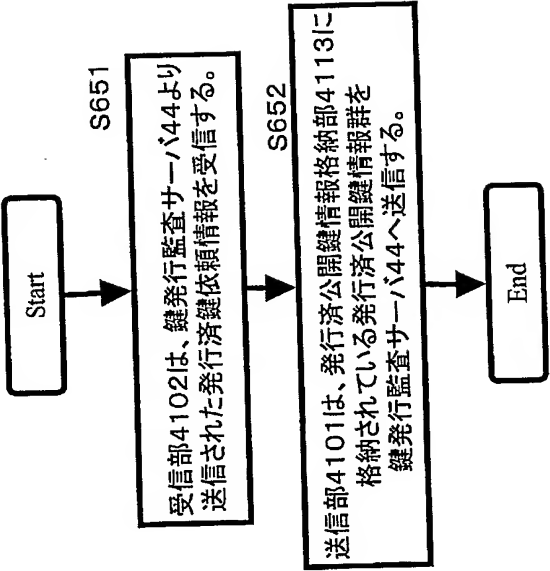 Start
S651
受信部4102は、鍵発行監査サーバ44より
送信された発行済鍵依頼情報を受信する。
S652
送信部4101は、発行済公開鍵情報格納部4113に
格納されている発行済公開鍵情報群を
鍵発行監査サーバ44へ送信する。
End